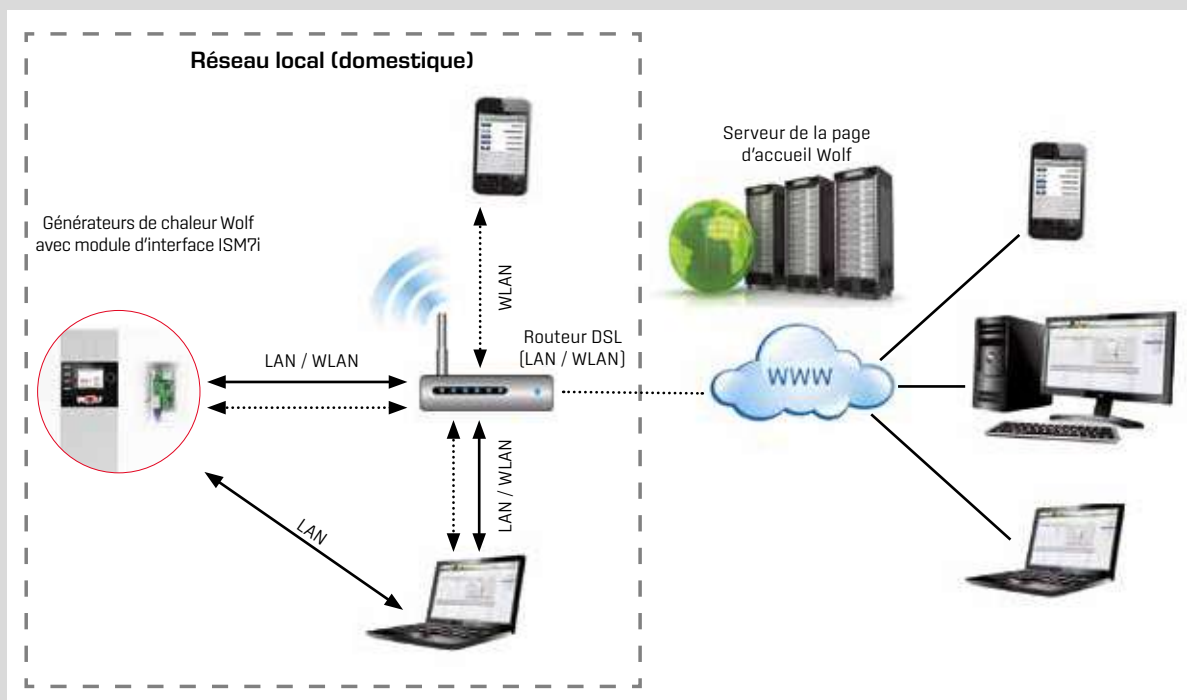 Réseau local (domestique)
Serveur de la page
d'accueil Wolf
Générateurs de chaleur Wolf
avec module d'interface ISM7i
WLAN
Routeur DSL
(LAN / WLAN)
LAN / WLAN
WWW
LAN / WLAN
LAN